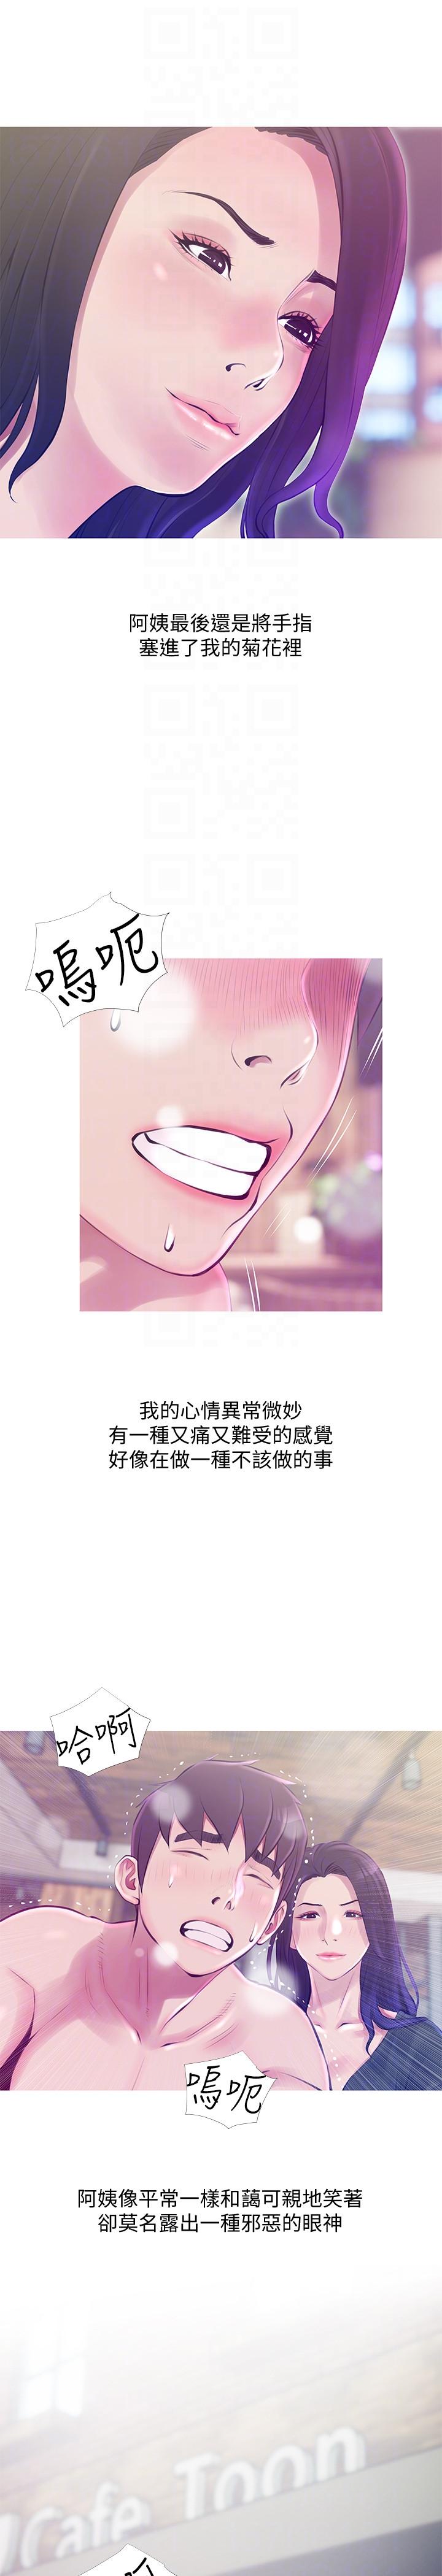 阿姨最後還是將手指
塞進了我的菊花裡
嗚呃
我的心情異常微妙
有一種又痛又難受的感覺
好像在做一種不該做的事
哈啊
嗚呃
阿姨像平常一樣和藹可親地笑著
卻莫名露出一種邪惡的眼神
Cafe Toon